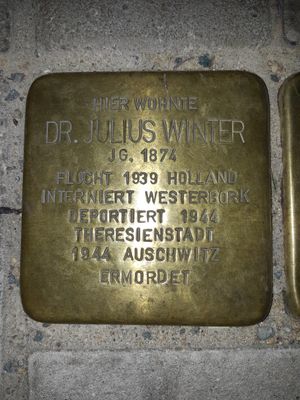 HIER WOHNTE
DR. JULIUS WINTER
JG. 1874
FLUCHT 1939 HOLLAND
INTERNIERT WESTERBORK
DEPORTIERT 1944
THERESIENSTADT
1944 AUSCHWITZ
ERMORDET